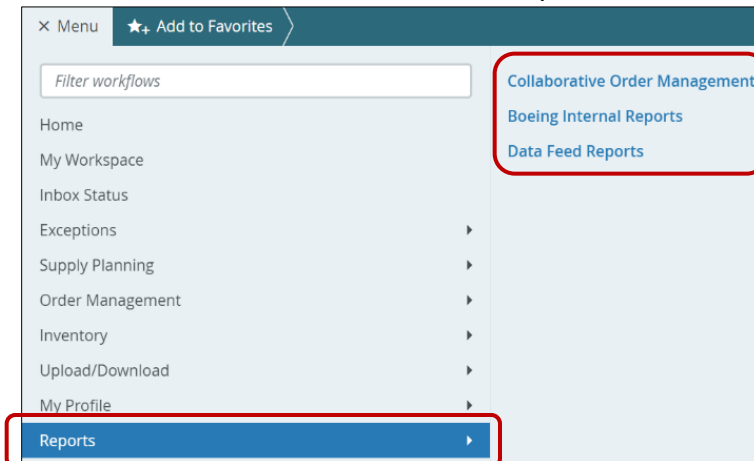 × Menu
★+ Add to Favorites
Filter workflows
Home
My Workspace
Inbox Status
Exceptions
Supply Planning
Order Management
Inventory
Upload/Download
My Profile
Reports
Collaborative Order Management
Boeing Internal Reports
Data Feed Reports